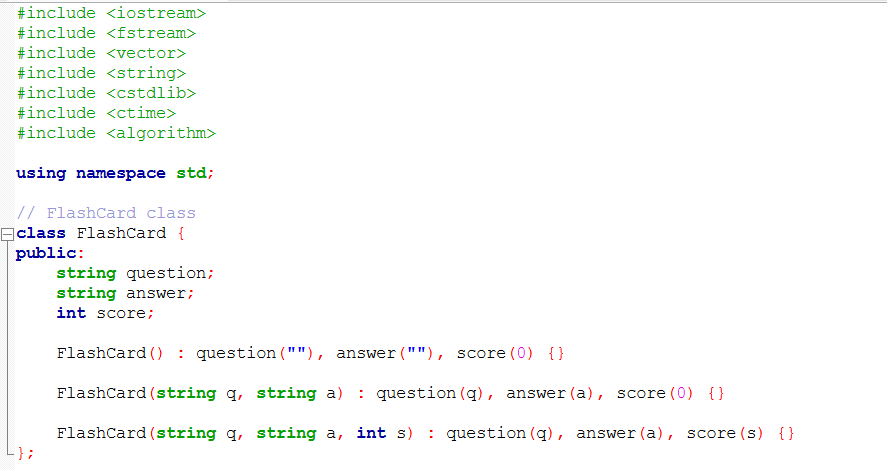 #include <iostream>
#include <fstream>
#include <vector>
#include <string>
#include <cstdlib>
#include <ctime>
#include <algorithm>

using namespace std;

// FlashCard class
class FlashCard {
public:
    string question;
    string answer;
    int score;

    FlashCard() : question(""), answer(""), score(0) {}

    FlashCard(string q, string a) : question(q), answer(a), score(0) {}

    FlashCard(string q, string a, int s) : question(q), answer(a), score(s) {}
};